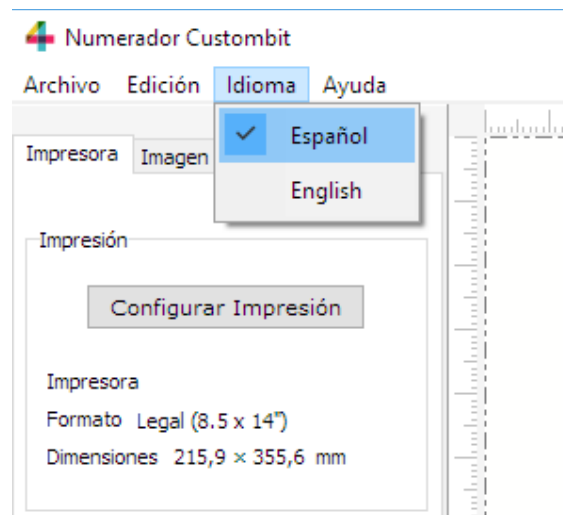 Numerador Custombit
Archivo Edición Idioma Ayuda
Español
English
Impresora Imagen
Impresión
Configurar Impresión
Impresora
Formato Legal (8.5 x 14")
Dimensiones 215,9 × 355,6 mm